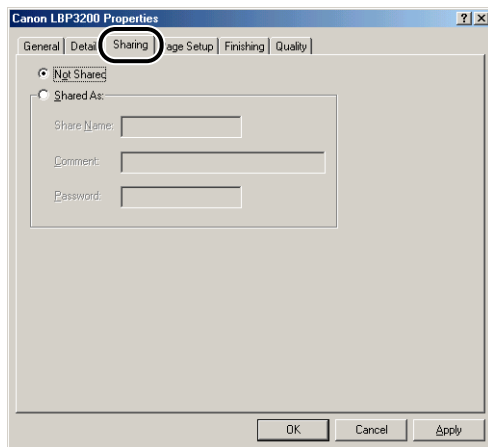 Canon LBP3200 Properties
General Detail Sharing age Setup Finishing Quality
Not Shared
Shared As:
Share Name:
Comment:
Password:
OK Cancel Apply